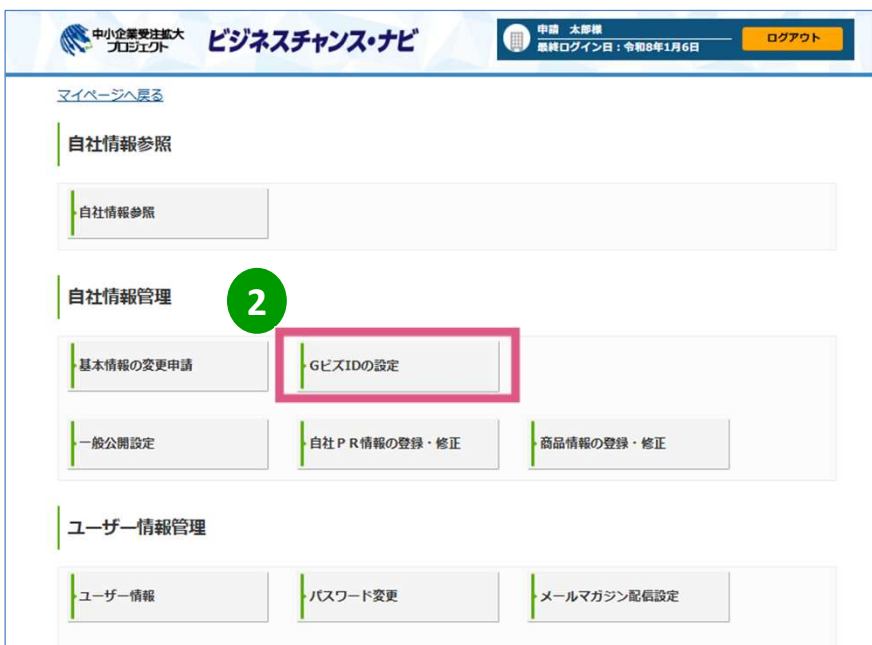 中小企業受注拡大
プロジェクト
ビジネスチャンス・ナビ
申請 太郎様
最終ログイン日：令和8年1月6日
ログアウト
マイページへ戻る
自社情報参照
自社情報参照
自社情報管理
2
基本情報の変更申請
GビズIDの設定
一般公開設定
自社ＰＲ情報の登録・修正
商品情報の登録・修正
ユーザー情報管理
ユーザー情報
パスワード変更
メールマガジン配信設定